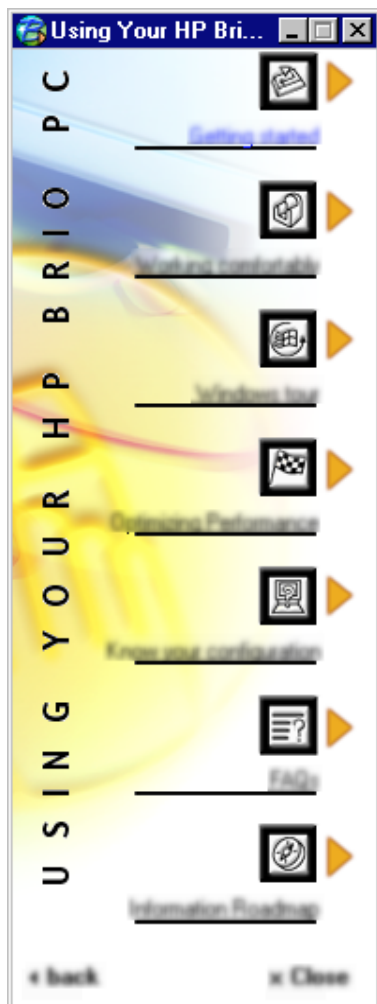 Using Your HP Bri...
USING YOUR HP BRIO PC
Getting started
Working comfortably
Windows tour
Optimizing Performance
Know your configuration
FAQs
Information Roadmap
‹ back
× Close